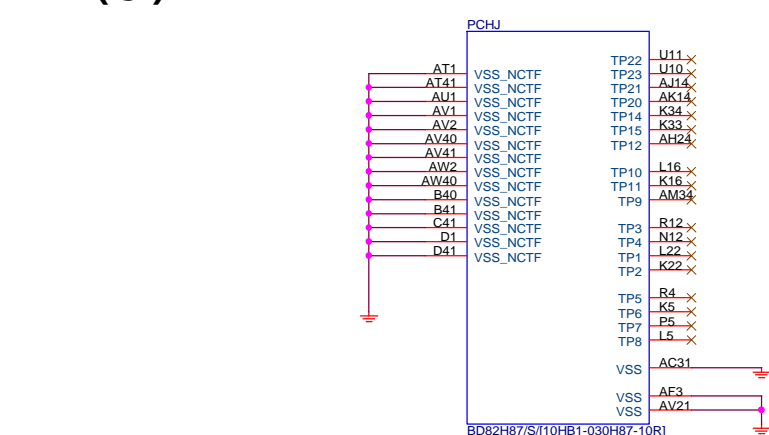 PCHJ
AT1 VSS_NCTF
AT41 VSS_NCTF
AU1 VSS_NCTF
AV1 VSS_NCTF
AV2 VSS_NCTF
AV40 VSS_NCTF
AV41 VSS_NCTF
AW2 VSS_NCTF
AW40 VSS_NCTF
B40 VSS_NCTF
B41 VSS_NCTF
C41 VSS_NCTF
D1 VSS_NCTF
D41 VSS_NCTF
TP22 U11
TP23 U10
TP21 AJ14
TP20 AK14
TP14 K34
TP15 K33
TP12 AH24
TP10 L16
TP11 K16
TP9 AM34
TP3 R12
TP4 N12
TP1 L22
TP2 K22
TP5 R4
TP6 K5
TP7 P5
TP8 L5
VSS AC31
VSS AF3
VSS AV21
BD82H87/S/[10HB1-030H87-10R]